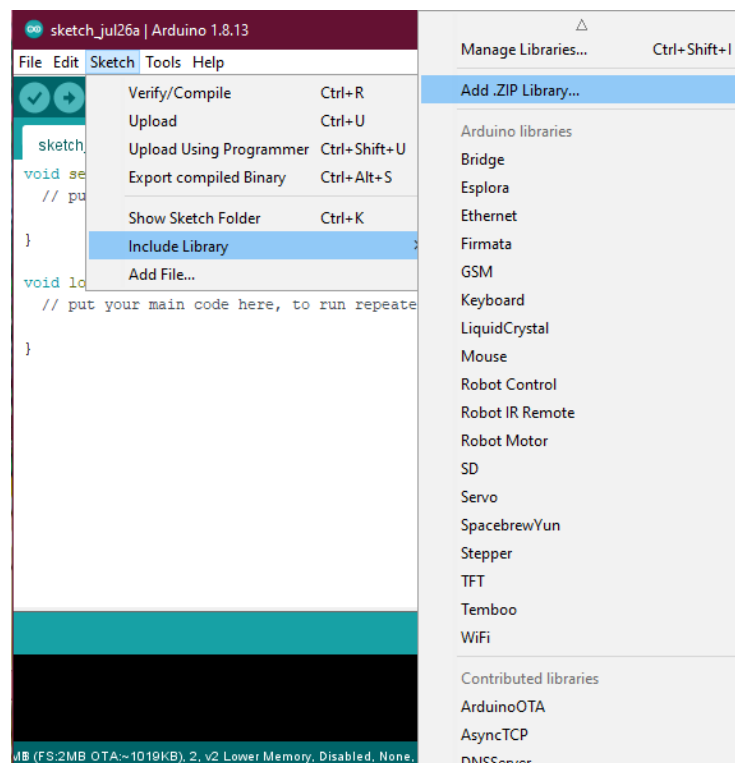 sketch_jul26a | Arduino 1.8.13
File Edit Sketch Tools Help
Verify/Compile Ctrl+R
Upload Ctrl+U
Upload Using Programmer Ctrl+Shift+U
Export compiled Binary Ctrl+Alt+S
Show Sketch Folder Ctrl+K
Include Library
Add File...
sketch_
void se
// pu
}
void lo
// put your main code here, to run repeate
}
(FS:2MB OTA:~1019KB), 2, v2 Lower Memory, Disabled, None,
Manage Libraries... Ctrl+Shift+I
Add .ZIP Library...
Arduino libraries
Bridge
Esplora
Ethernet
Firmata
GSM
Keyboard
LiquidCrystal
Mouse
Robot Control
Robot IR Remote
Robot Motor
SD
Servo
SpacebrewYun
Stepper
TFT
Temboo
WiFi
Contributed libraries
ArduinoOTA
AsyncTCP
DNSServer